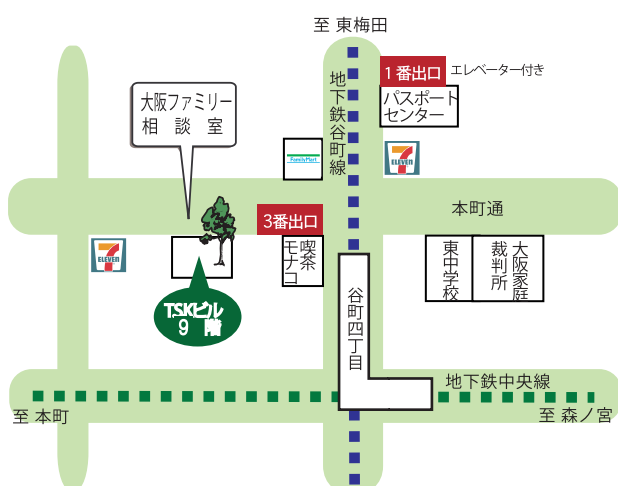 至 東梅田
1 番出口
エレベーター付き
パスポート
センター
地下鉄谷町線
大阪ファミリー
相 談 室
FamilyMart
7
ELEVEN
本町通
3番出口
喫茶
モナコ
7
ELEVEN
東中学校
大阪家庭
裁判所
T.S.Kビル
9 階
谷町四丁目
地下鉄中央線
至 本町
至 森ノ宮